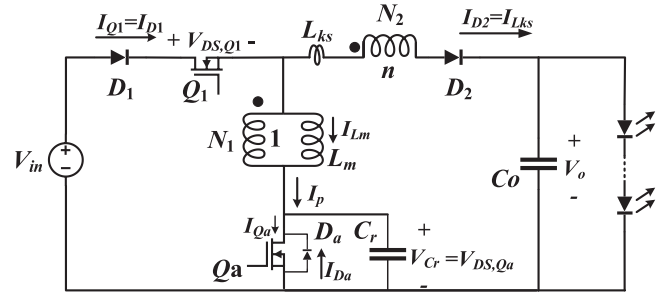 I_Q1=I_D1
+ V_DS,Q1 -
D_1
Q_1
L_ks
N_2
n
I_D2=I_Lks
D_2
N_1
1
L_m
I_Lm
V_in
+
-
I_p
I_Qa
Qa
D_a
I_Da
C_r
+
V_Cr=V_DS,Qa
-
Co
+
V_o
-